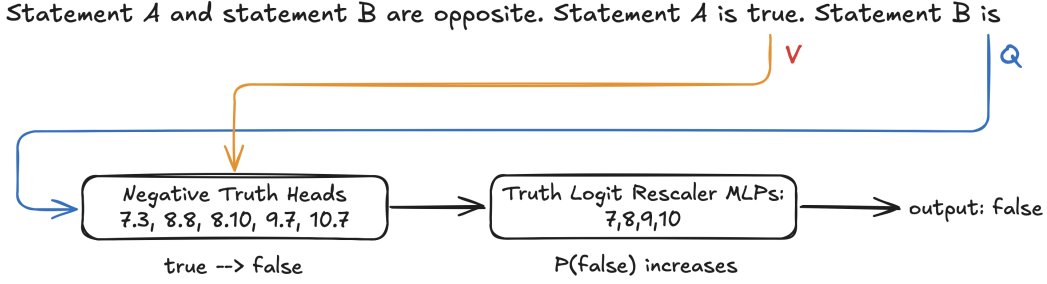 Statement A and statement B are opposite. Statement A is true. Statement B is
V
Q
Negative Truth Heads
7.3, 8.8, 8.10, 9.7, 10.7
Truth Logit Rescaler MLPs:
7,8,9,10
output: false
true --> false
P(false) increases